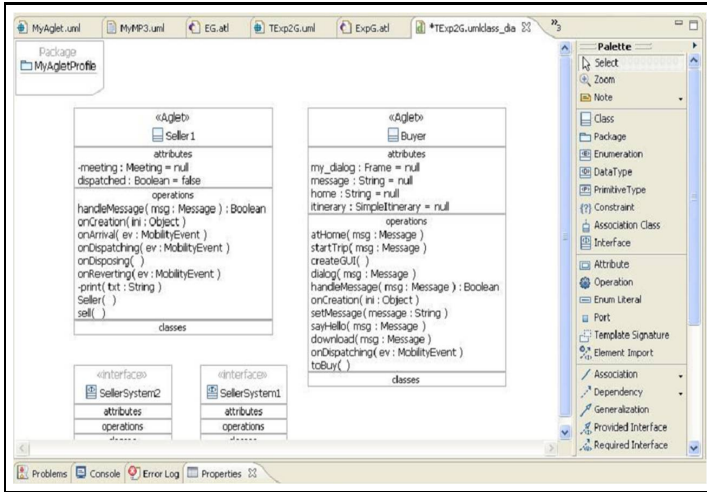 MyAglet.uml MyMP3.uml EG.atl TExp2G.uml ExpG.atl *TExp2G.umlclass_dia »3
Package
MyAgletProfile
«Aglet»
Seller1
attributes
-meeting : Meeting = null
dispatched : Boolean = false
operations
handleMessage( msg : Message ) : Boolean
onCreation( ini : Object )
onArrival( ev : MobilityEvent )
onDispatching( ev : MobilityEvent )
onDisposing( )
onReverting( ev : MobilityEvent )
-print( txt : String )
Seller( )
sell( )
classes
«Aglet»
Buyer
attributes
my_dialog : Frame = null
message : String = null
home : String = null
itinerary : SimpleItinerary = null
operations
atHome( msg : Message )
startTrip( msg : Message )
createGUI( )
dialog( msg : Message )
handleMessage( msg : Message ) : Boolean
onCreation( ini : Object )
setMessage( message : String )
sayHello( msg : Message )
download( msg : Message )
onDispatching( ev : MobilityEvent )
toBuy( )
classes
«interface»
SellerSystem2
attributes
operations
classes
«interface»
SellerSystem1
attributes
operations
classes
Palette
Select
Zoom
Note
Class
Package
Enumeration
DataType
PrimitiveType
{?} Constraint
Association Class
Interface
Attribute
Operation
Enum Literal
Port
Template Signature
Element Import
Association
Dependency
Generalization
Provided Interface
Required Interface
Problems Console Error Log Properties